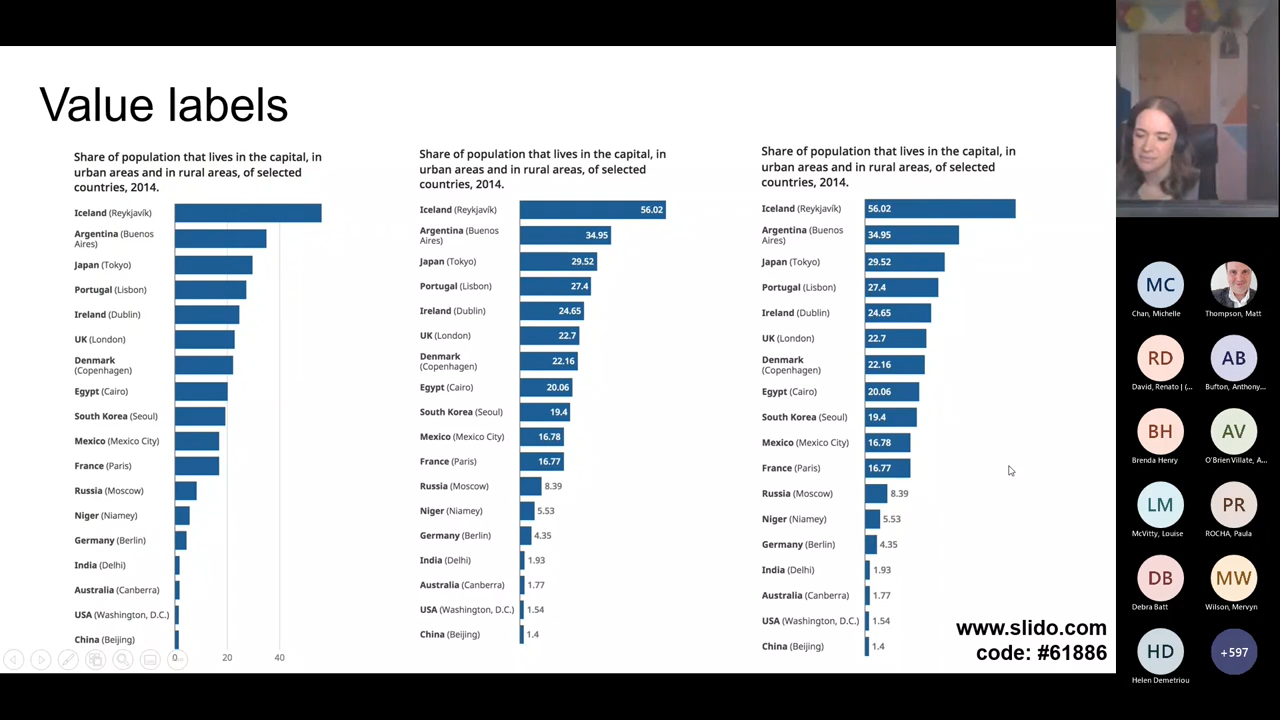 Value labels
Share of population that lives in the capital, in
urban areas and in rural areas, of selected
countries, 2014.
Iceland (Reykjavík)
Argentina (Buenos
Aires)
Japan (Tokyo)
Portugal (Lisbon)
Ireland (Dublin)
UK (London)
Denmark
(Copenhagen)
Egypt (Cairo)
South Korea (Seoul)
Mexico (Mexico City)
France (Paris)
Russia (Moscow)
Niger (Niamey)
Germany (Berlin)
India (Delhi)
Australia (Canberra)
USA (Washington, D.C.)
China (Beijing)
0 20 40
Share of population that lives in the capital, in
urban areas and in rural areas, of selected
countries, 2014.
Iceland (Reykjavík) 56.02
Argentina (Buenos
Aires) 34.95
Japan (Tokyo) 29.52
Portugal (Lisbon) 27.4
Ireland (Dublin) 24.65
UK (London) 22.7
Denmark
(Copenhagen) 22.16
Egypt (Cairo) 20.06
South Korea (Seoul) 19.4
Mexico (Mexico City) 16.78
France (Paris) 16.77
Russia (Moscow) 8.39
Niger (Niamey) 5.53
Germany (Berlin) 4.35
India (Delhi) 1.93
Australia (Canberra) 1.77
USA (Washington, D.C.) 1.54
China (Beijing) 1.4
Share of population that lives in the capital, in
urban areas and in rural areas, of selected
countries, 2014.
Iceland (Reykjavík) 56.02
Argentina (Buenos
Aires) 34.95
Japan (Tokyo) 29.52
Portugal (Lisbon) 27.4
Ireland (Dublin) 24.65
UK (London) 22.7
Denmark
(Copenhagen) 22.16
Egypt (Cairo) 20.06
South Korea (Seoul) 19.4
Mexico (Mexico City) 16.78
France (Paris) 16.77
Russia (Moscow) 8.39
Niger (Niamey) 5.53
Germany (Berlin) 4.35
India (Delhi) 1.93
Australia (Canberra) 1.77
USA (Washington, D.C.) 1.54
China (Beijing) 1.4
www.slido.com
code: #61886
MC
Chan, Michelle
Thompson, Matt
RD
David, Renato J (...
AB
Bufton, Anthony...
BH
Brenda Henry
AV
O'Brien Villate, A...
LM
McVitty, Louise
PR
ROCHA, Paula
DB
Debra Batt
MW
Wilson, Mervyn
HD
Helen Demetriou
+597